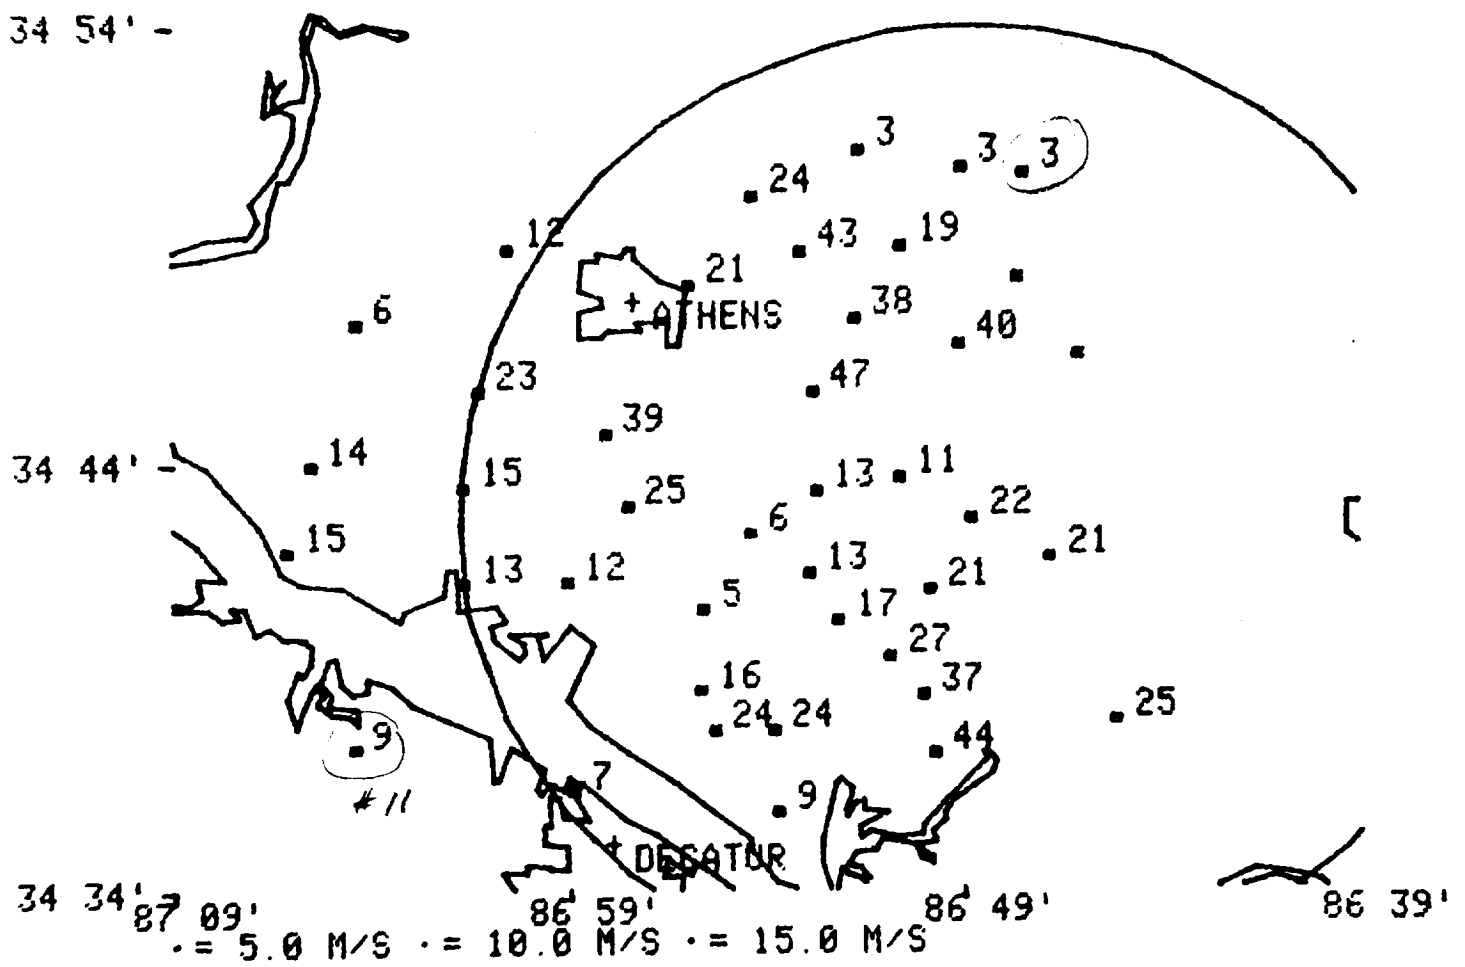 34 54' -
3
3 3
24
12 43 19
21
6 + ATHENS 38
40
23
47
39
34 44' - 14 15 13 11
25 22
6
15 21
13 12 13 21
5 17
27
16 37
24 24 25
9 44
#11
7
9
+ DECATUR
34 34'
87 09' 86 59' 86 49' 86 39'
· = 5.0 M/S · = 10.0 M/S · = 15.0 M/S